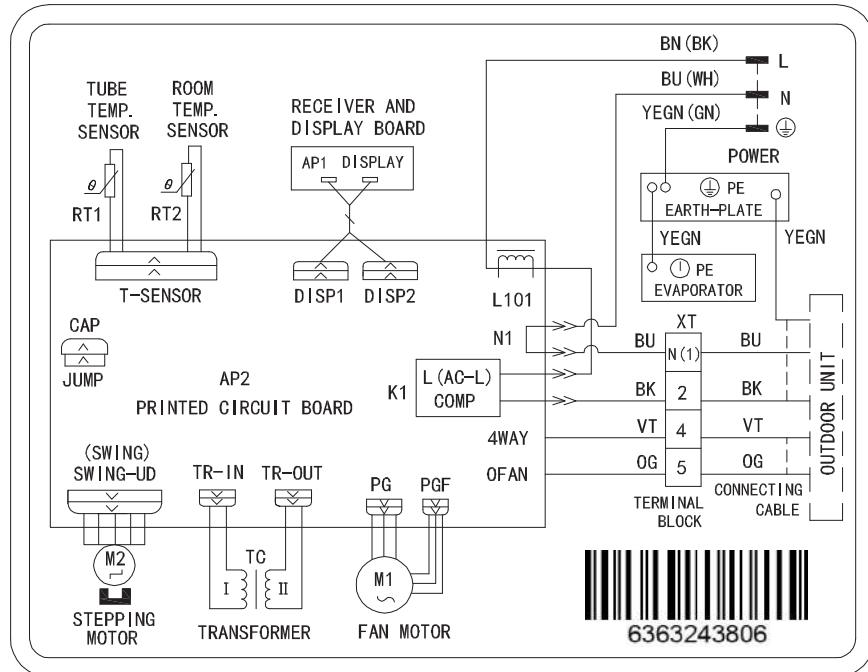 BN(BK)
L
BU(WH)
N
YEGN(GN)
POWER
TUBE
TEMP.
SENSOR
ROOM
TEMP.
SENSOR
RECEIVER AND
DISPLAY BOARD
AP1 DISPLAY
θ
RT1
θ
RT2
PE
EARTH-PLATE
YEGN
YEGN
PE
EVAPORATOR
T-SENSOR
DISP1
DISP2
L101
CAP
JUMP
AP2
PRINTED CIRCUIT BOARD
N1
K1
L(AC-L)
COMP
4WAY
OFAN
XT
BU
N(1)
BU
BK
2
BK
VT
4
VT
OG
5
OG
TERMINAL
BLOCK
CONNECTING
CABLE
OUTDOOR UNIT
(SWING)
SWING-UD
TR-IN
TR-OUT
PG
PGF
M2
STEPPING
MOTOR
TC
I
II
TRANSFORMER
M1
FAN MOTOR
6363243806